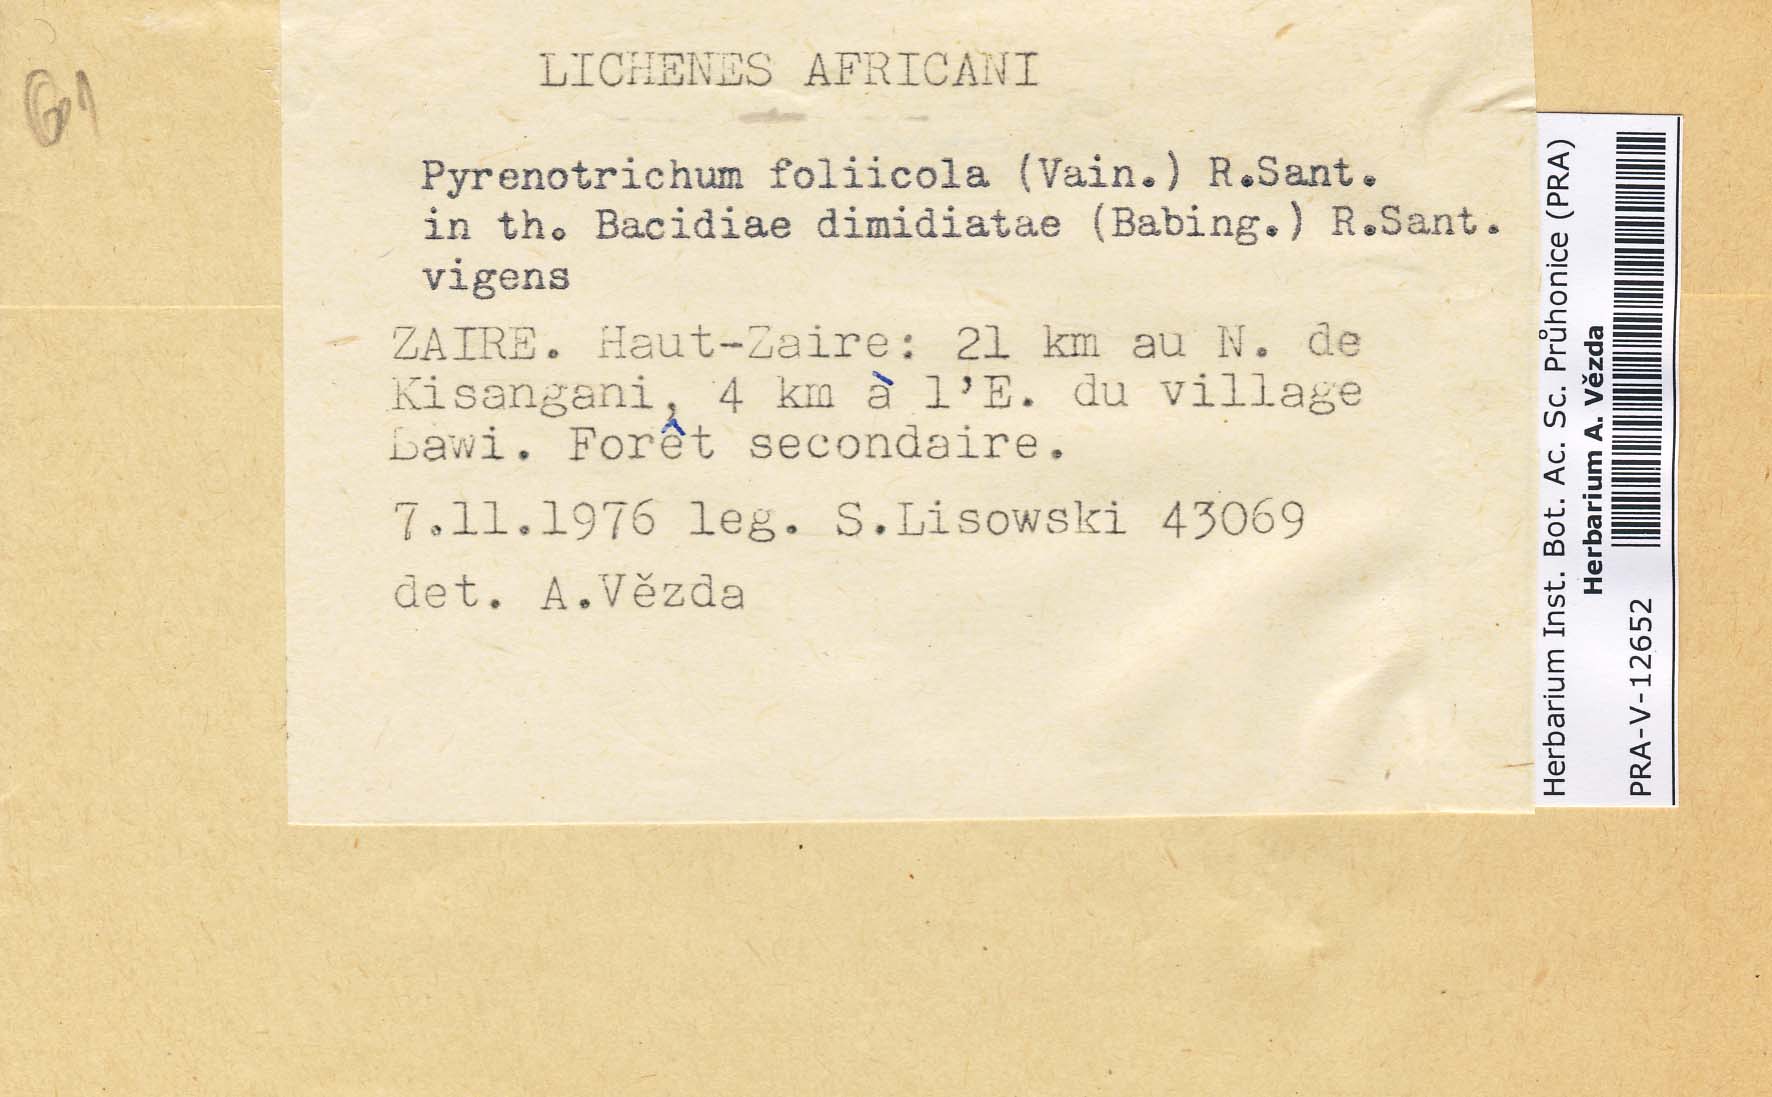 61
LICHENES AFRICANI
Pyrenotrichum foliicola (Vain.) R.Sant.
in th. Bacidiae dimidiatae (Babing.) R.Sant.
vigens
ZAIRE. Haut-Zaire: 21 km au N. de
Kisangani, 4 km à l'E. du village
Bawi. Forêt secondaire.
7.11.1976 leg. S.Lisowski 43069
det. A.Vězda
Herbarium Inst. Bot. Ac. Sc. Průhonice (PRA)
Herbarium A. Vězda
PRA-V-12652